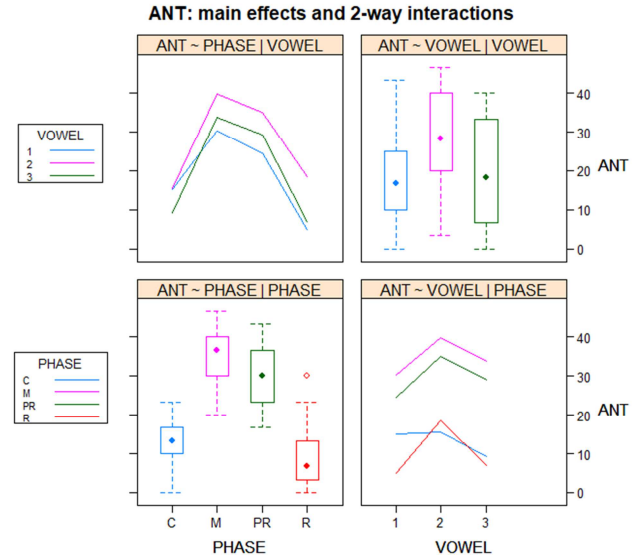 ANT: main effects and 2-way interactions
ANT ~ PHASE | VOWEL
ANT ~ VOWEL | VOWEL
VOWEL
1
2
3
40
30
20
10
0
ANT
ANT ~ PHASE | PHASE
ANT ~ VOWEL | PHASE
PHASE
C
M
PR
R
40
30
20
10
0
ANT
C M PR R
1 2 3
PHASE
VOWEL